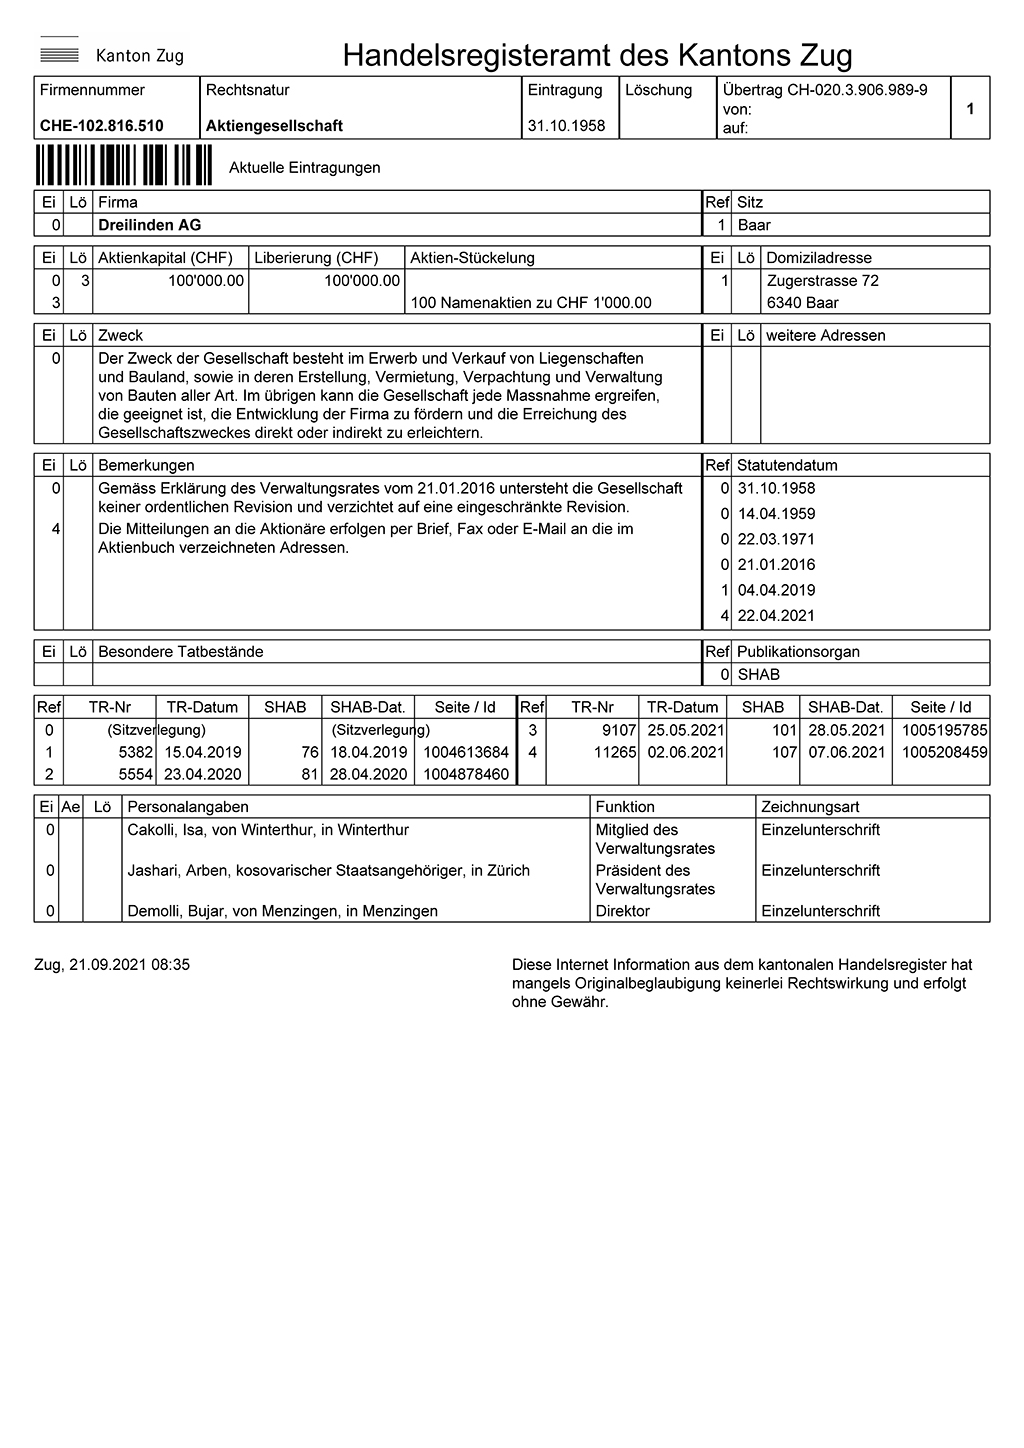 Kanton Zug
Handelsregisteramt des Kantons Zug
Firmennummer Rechtsnatur Eintragung Löschung Übertrag CH-020.3.906.989-9
von:
auf:
CHE-102.816.510 Aktiengesellschaft 31.10.1958
1
Aktuelle Eintragungen
Ei Lö Firma Ref Sitz
0 Dreilinden AG 1 Baar
Ei Lö Aktienkapital (CHF) Liberierung (CHF) Aktien-Stückelung Ei Lö Domiziladresse
0 3 100'000.00 100'000.00 1 Zugerstrasse 72
3 100 Namenaktien zu CHF 1'000.00 6340 Baar
Ei Lö Zweck Ei Lö weitere Adressen
0 Der Zweck der Gesellschaft besteht im Erwerb und Verkauf von Liegenschaften
und Bauland, sowie in deren Erstellung, Vermietung, Verpachtung und Verwaltung
von Bauten aller Art. Im übrigen kann die Gesellschaft jede Massnahme ergreifen,
die geeignet ist, die Entwicklung der Firma zu fördern und die Erreichung des
Gesellschaftszweckes direkt oder indirekt zu erleichtern.
Ei Lö Bemerkungen Ref Statutendatum
0 Gemäss Erklärung des Verwaltungsrates vom 21.01.2016 untersteht die Gesellschaft
keiner ordentlichen Revision und verzichtet auf eine eingeschränkte Revision.
4 Die Mitteilungen an die Aktionäre erfolgen per Brief, Fax oder E-Mail an die im
Aktienbuch verzeichneten Adressen.
0 31.10.1958
0 14.04.1959
0 22.03.1971
0 21.01.2016
1 04.04.2019
4 22.04.2021
Ei Lö Besondere Tatbestände Ref Publikationsorgan
0 SHAB
Ref TR-Nr TR-Datum SHAB SHAB-Dat. Seite / Id Ref TR-Nr TR-Datum SHAB SHAB-Dat. Seite / Id
0 (Sitzverlegung) (Sitzverlegung) 3 9107 25.05.2021 101 28.05.2021 1005195785
1 5382 15.04.2019 76 18.04.2019 1004613684 4 11265 02.06.2021 107 07.06.2021 1005208459
2 5554 23.04.2020 81 28.04.2020 1004878460
Ei Ae Lö Personalangaben Funktion Zeichnungsart
0 Cakolli, Isa, von Winterthur, in Winterthur Mitglied des Einzelunterschrift
Verwaltungsrates
0 Jashari, Arben, kosovarischer Staatsangehöriger, in Zürich Präsident des Einzelunterschrift
Verwaltungsrates
0 Demolli, Bujar, von Menzingen, in Menzingen Direktor Einzelunterschrift
Zug, 21.09.2021 08:35
Diese Internet Information aus dem kantonalen Handelsregister hat
mangels Originalbeglaubigung keinerlei Rechtswirkung und erfolgt
ohne Gewähr.